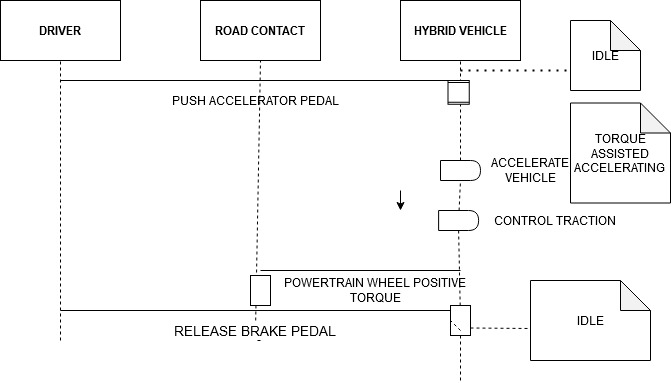 DRIVER
ROAD CONTACT
HYBRID VEHICLE
IDLE
PUSH ACCELERATOR PEDAL
TORQUE
ASSISTED
ACCELERATING
ACCELERATE
VEHICLE
CONTROL TRACTION
POWERTRAIN WHEEL POSITIVE
TORQUE
RELEASE BRAKE PEDAL
IDLE